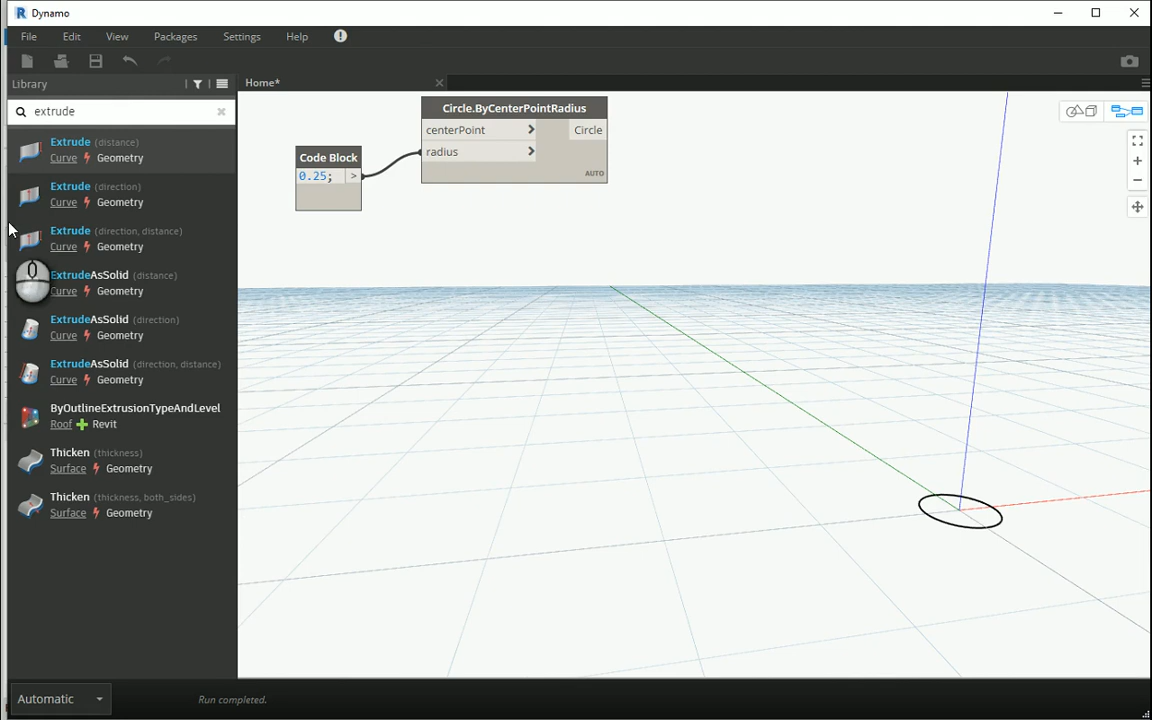 Dynamo
File Edit View Packages Settings Help
Library
Home*
extrude
Extrude (distance)
Curve Geometry
Extrude (direction)
Curve Geometry
Extrude (direction, distance)
Curve Geometry
ExtrudeAsSolid (distance)
Curve Geometry
ExtrudeAsSolid (direction)
Curve Geometry
ExtrudeAsSolid (direction, distance)
Curve Geometry
ByOutlineExtrusionTypeAndLevel
Roof Revit
Thicken (thickness)
Surface Geometry
Thicken (thickness, both_sides)
Surface Geometry
Code Block
0.25; >
Circle.ByCenterPointRadius
centerPoint > Circle
radius >
AUTO
Automatic
Run completed.